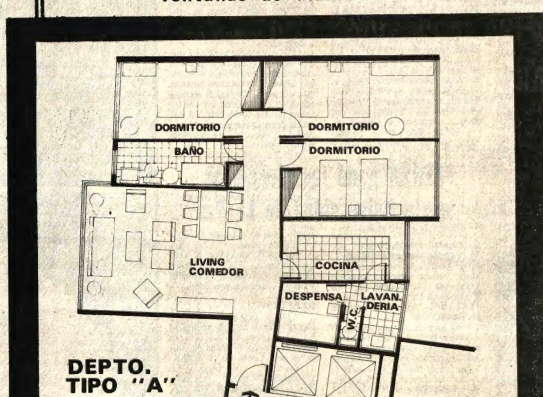 DORMITORIO
DORMITORIO
BAÑO
DORMITORIO
LIVING
COMEDOR
COCINA
DESPENSA
LAVAN.
DERIA
W.C.
DEPTO.
TIPO "A"